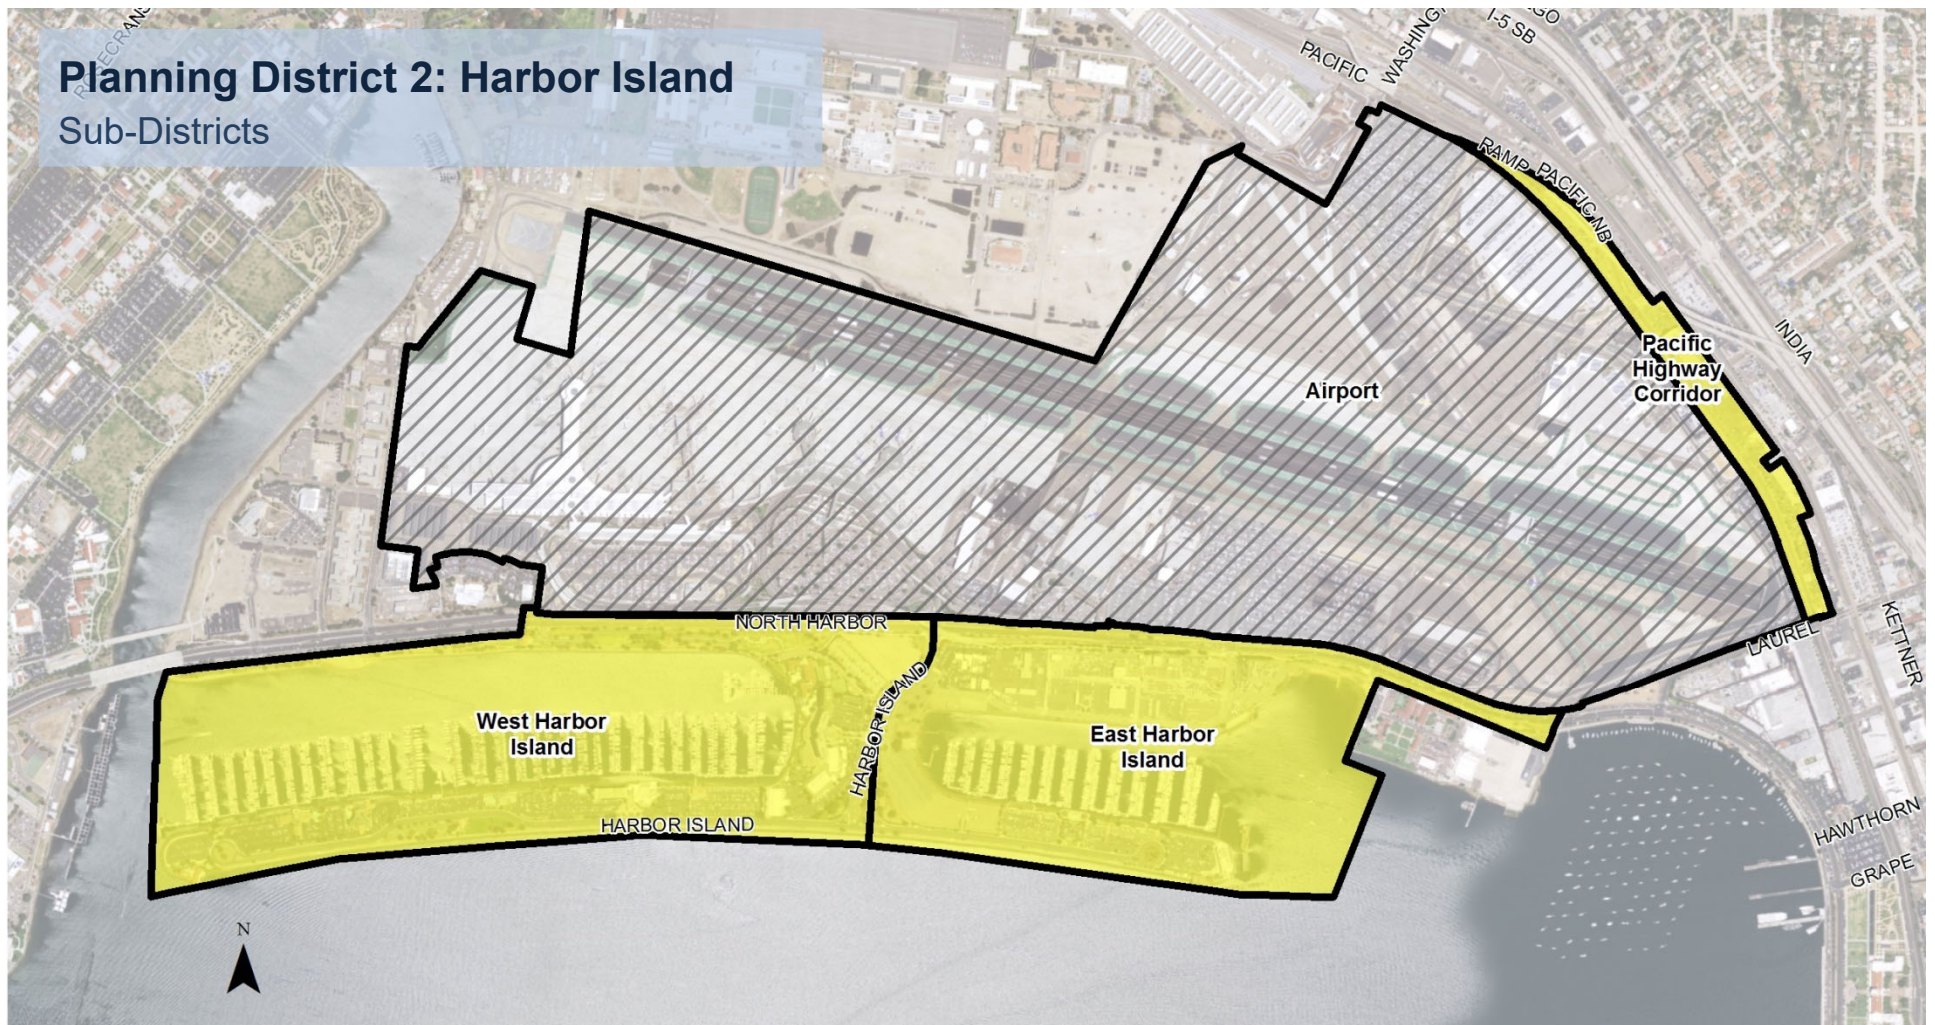 Planning District 2: Harbor Island
Sub-Districts
PACIFIC
I-5 SB
RAMP
PACIFIC NB
INDIA
Pacific
Highway
Corridor
Airport
NORTH HARBOR
LAUREL
KETTNER
HARBOR ISLAND
West Harbor
Island
East Harbor
Island
HARBOR ISLAND
HAWTHORN
GRAPE
N